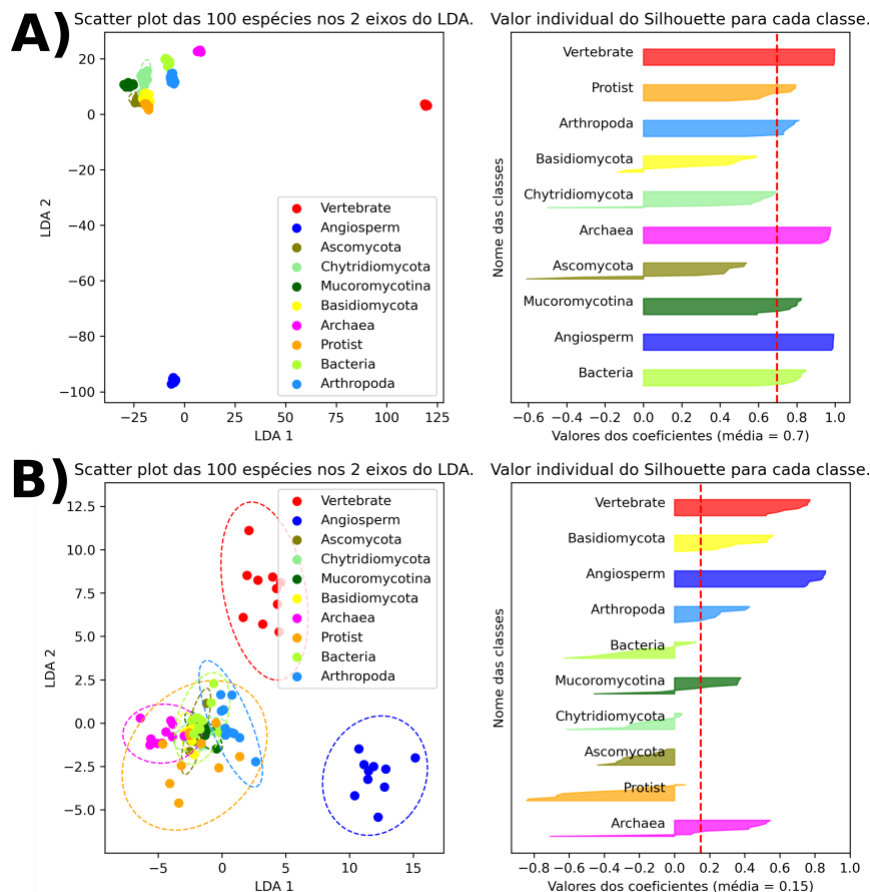 A)
Scatter plot das 100 espécies nos 2 eixos do LDA.
20
0
−20
−40
−60
−80
−100
LDA 2
Vertebrate
Angiosperm
Ascomycota
Chytridiomycota
Mucoromycotina
Basidiomycota
Archaea
Protist
Bacteria
Arthropoda
−25 0 25 50 75 100 125
LDA 1
Valor individual do Silhouette para cada classe.
Nome das classes
Vertebrate
Protist
Arthropoda
Basidiomycota
Chytridiomycota
Archaea
Ascomycota
Mucoromycotina
Angiosperm
Bacteria
−0.6 −0.4 −0.2 0.0 0.2 0.4 0.6 0.8 1.0
Valores dos coeficientes (média = 0.7)
B)
Scatter plot das 100 espécies nos 2 eixos do LDA.
12.5
10.0
7.5
5.0
2.5
0.0
−2.5
−5.0
LDA 2
Vertebrate
Angiosperm
Ascomycota
Chytridiomycota
Mucoromycotina
Basidiomycota
Archaea
Protist
Bacteria
Arthropoda
−5 0 5 10 15
LDA 1
Valor individual do Silhouette para cada classe.
Nome das classes
Vertebrate
Basidiomycota
Angiosperm
Arthropoda
Bacteria
Mucoromycotina
Chytridiomycota
Ascomycota
Protist
Archaea
−0.8 −0.6 −0.4 −0.2 0.0 0.2 0.4 0.6 0.8 1.0
Valores dos coeficientes (média = 0.15)